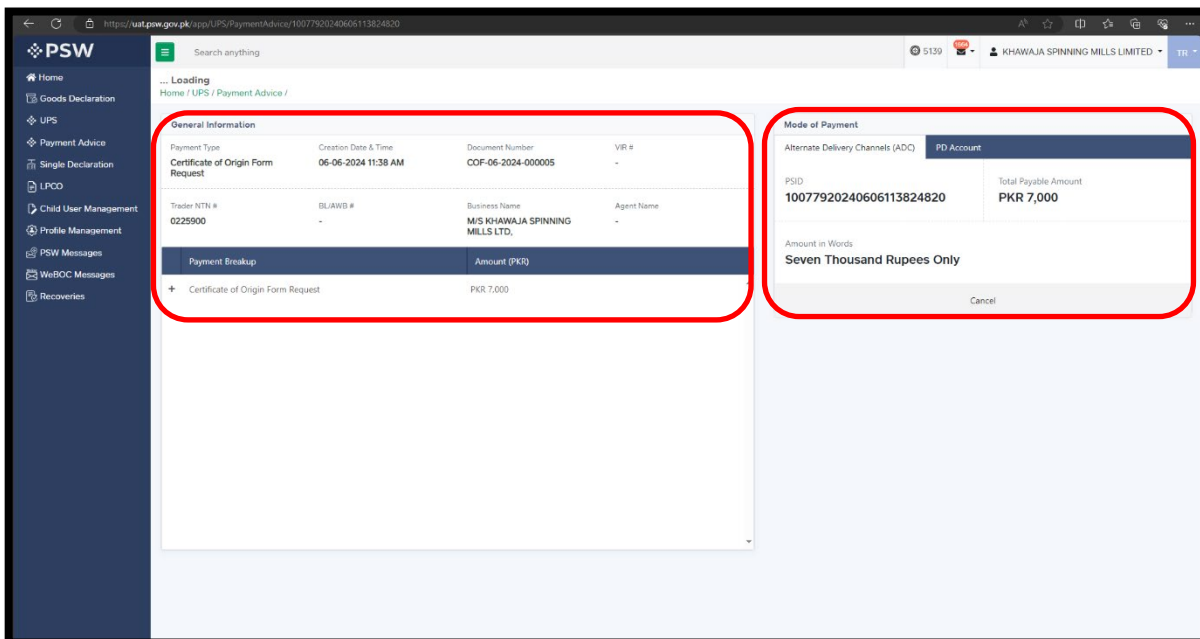 https://uat.psw.gov.pk/app/UPS/PaymentAdvice/10077920240606113824820
PSW
Search anything
5139
KHAWAJA SPINNING MILLS LIMITED
TR
Home
Goods Declaration
UPS
Payment Advice
Single Declaration
LPCO
Child User Management
Profile Management
PSW Messages
WeBOC Messages
Recoveries
... Loading
Home / UPS / Payment Advice /
General Information
Payment Type
Certificate of Origin Form
Request
Creation Date & Time
06-06-2024 11:38 AM
Document Number
COF-06-2024-000005
VIR #
-
Trader NTN #
0225900
BL/AWB #
-
Business Name
M/S KHAWAJA SPINNING
MILLS LTD,
Agent Name
-
Payment Breakup Amount (PKR)
+ Certificate of Origin Form Request PKR 7,000
Mode of Payment
Alternate Delivery Channels (ADC) PD Account
PSID
10077920240606113824820
Total Payable Amount
PKR 7,000
Amount in Words
Seven Thousand Rupees Only
Cancel